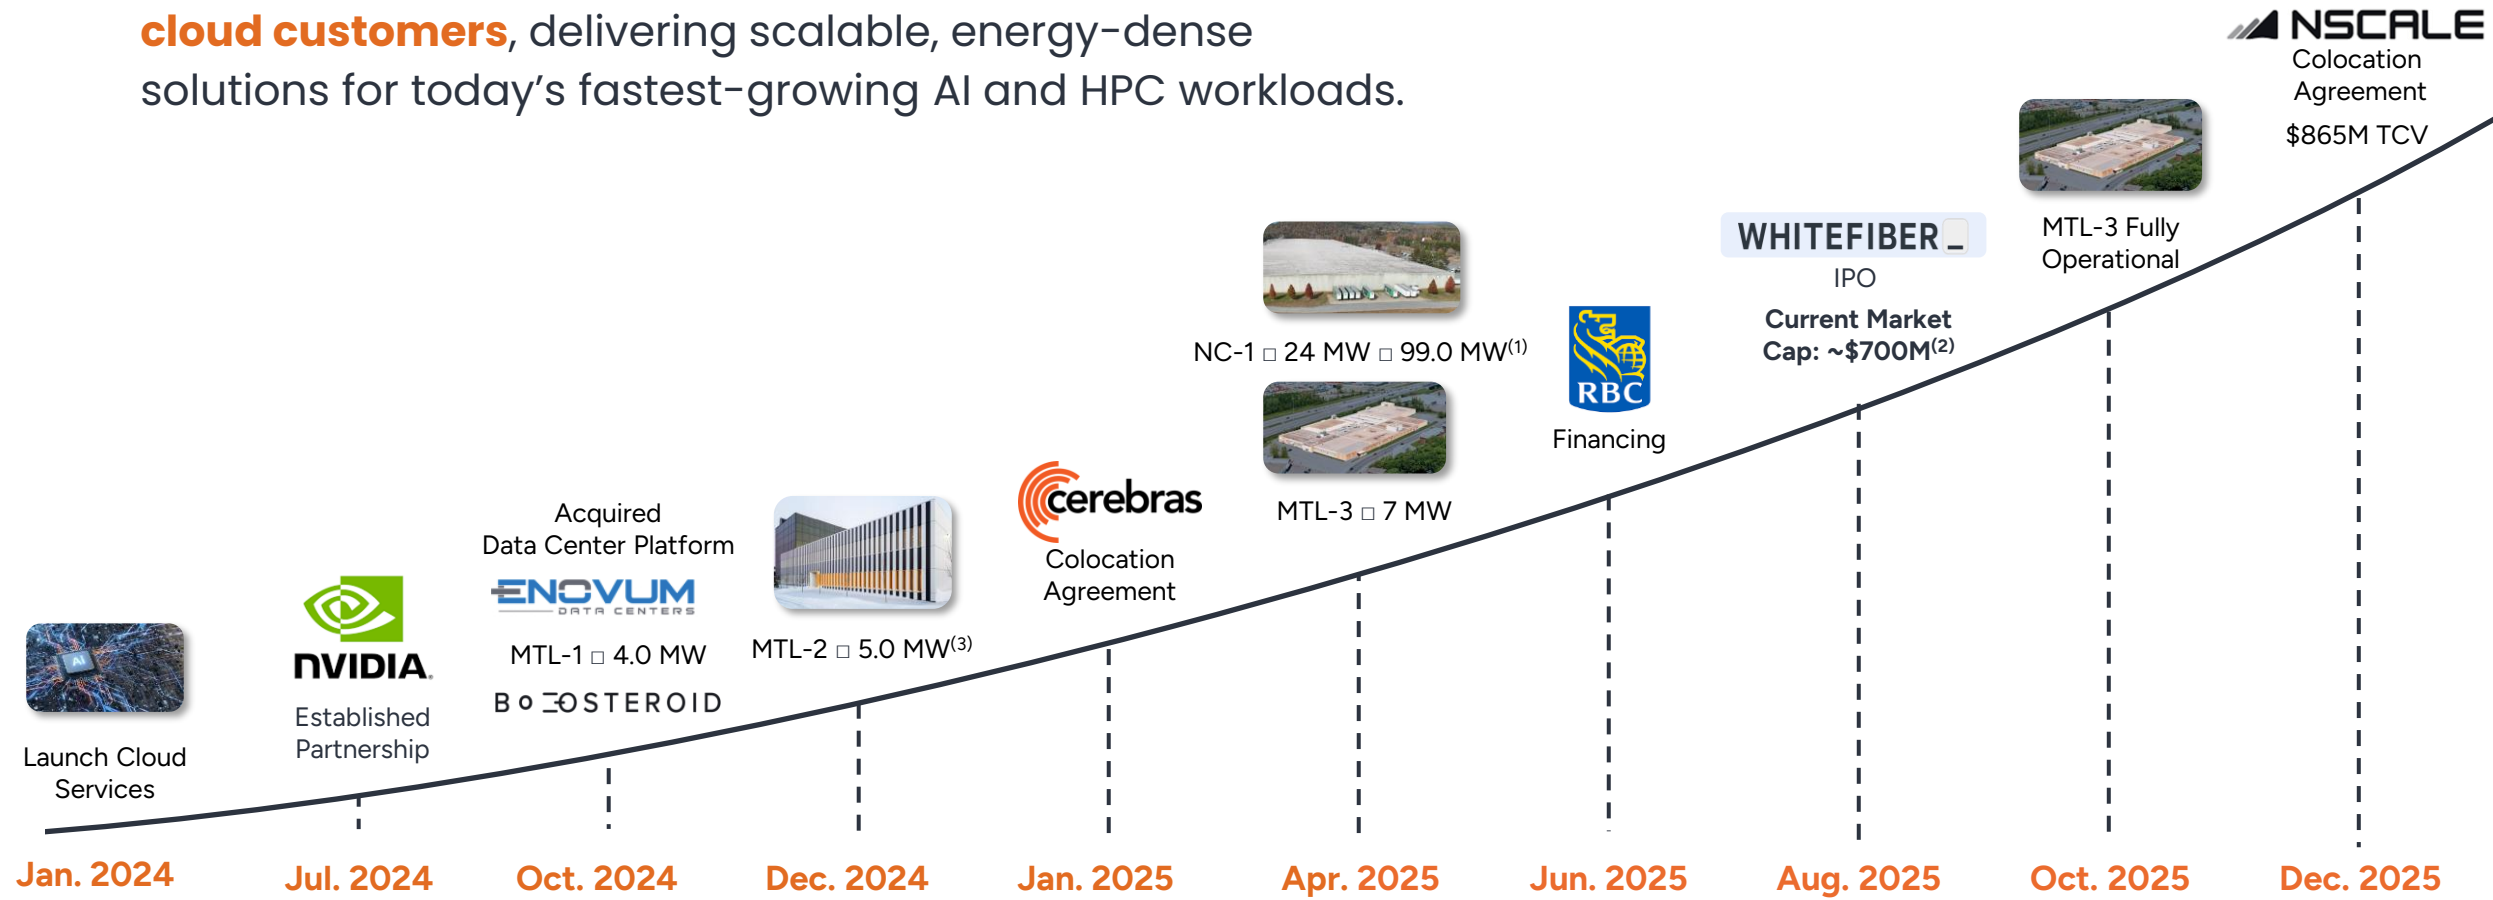 cloud customers, delivering scalable, energy-dense
solutions for today's fastest-growing AI and HPC workloads.
AI
Launch Cloud
Services
Jan. 2024
NVIDIA.
Established
Partnership
Jul. 2024
Acquired
Data Center Platform
ENOVUM
DATA CENTERS
MTL-1 □ 4.0 MW
BOOSTEROID
Oct. 2024
MTL-2 □ 5.0 MW(3)
Dec. 2024
cerebras
Colocation
Agreement
Jan. 2025
NC-1 □ 24 MW □ 99.0 MW(1)
MTL-3 □ 7 MW
Apr. 2025
RBC
Financing
Jun. 2025
WHITEFIBER_
IPO
Current Market
Cap: ~$700M(2)
Aug. 2025
MTL-3 Fully
Operational
Oct. 2025
NSCALE
Colocation
Agreement
$865M TCV
Dec. 2025